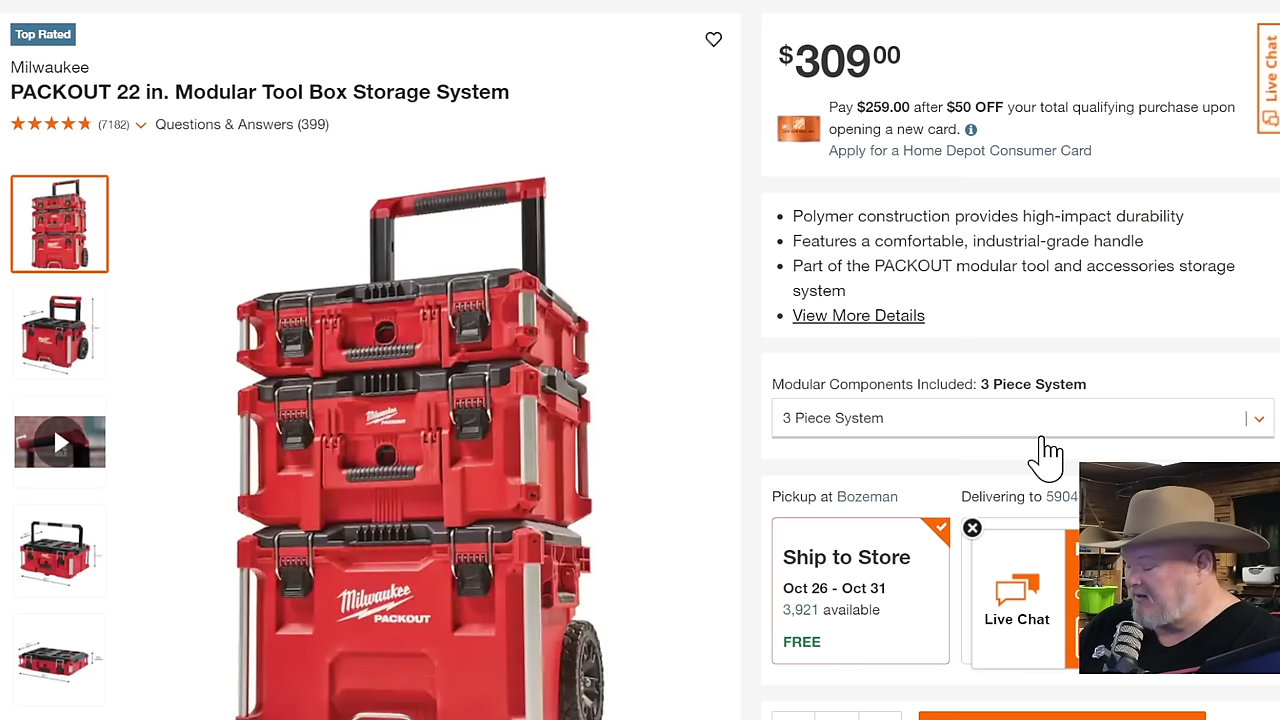 Top Rated
Milwaukee
PACKOUT 22 in. Modular Tool Box Storage System
(7182)
Questions & Answers (399)
Milwaukee
PACKOUT
Milwaukee
PACKOUT
$309.00
Pay $259.00 after $50 OFF your total qualifying purchase upon
opening a new card.
Apply for a Home Depot Consumer Card
Live Chat
Polymer construction provides high-impact durability
Features a comfortable, industrial-grade handle
Part of the PACKOUT modular tool and accessories storage
system
View More Details
Modular Components Included: 3 Piece System
3 Piece System
Pickup at Bozeman
Delivering to 5904
Ship to Store
Oct 26 - Oct 31
3,921 available
FREE
Live Chat